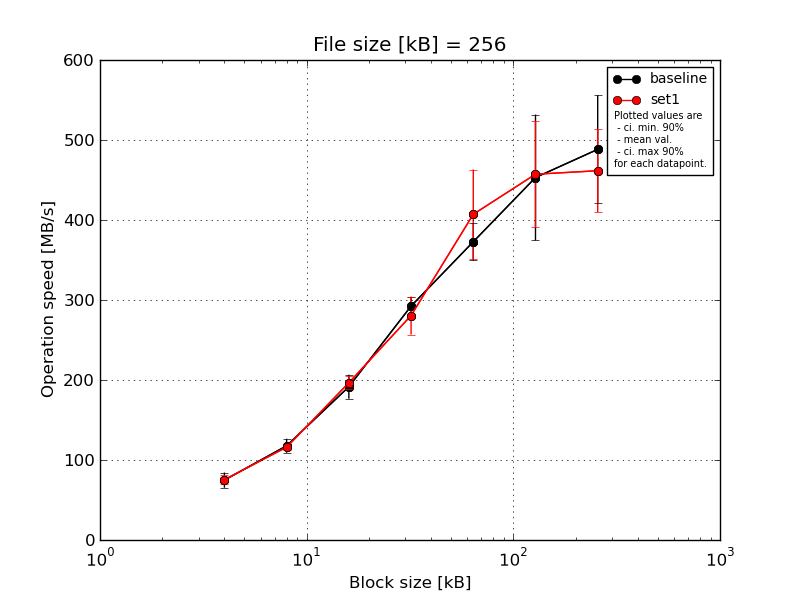 File size [kB] = 256
600
500
400
300
200
100
0
Operation speed [MB/s]
baseline
set1
Plotted values are
- ci. min. 90%
- mean val.
- ci. max 90%
for each datapoint.
10⁰ 10¹ 10² 10³
Block size [kB]